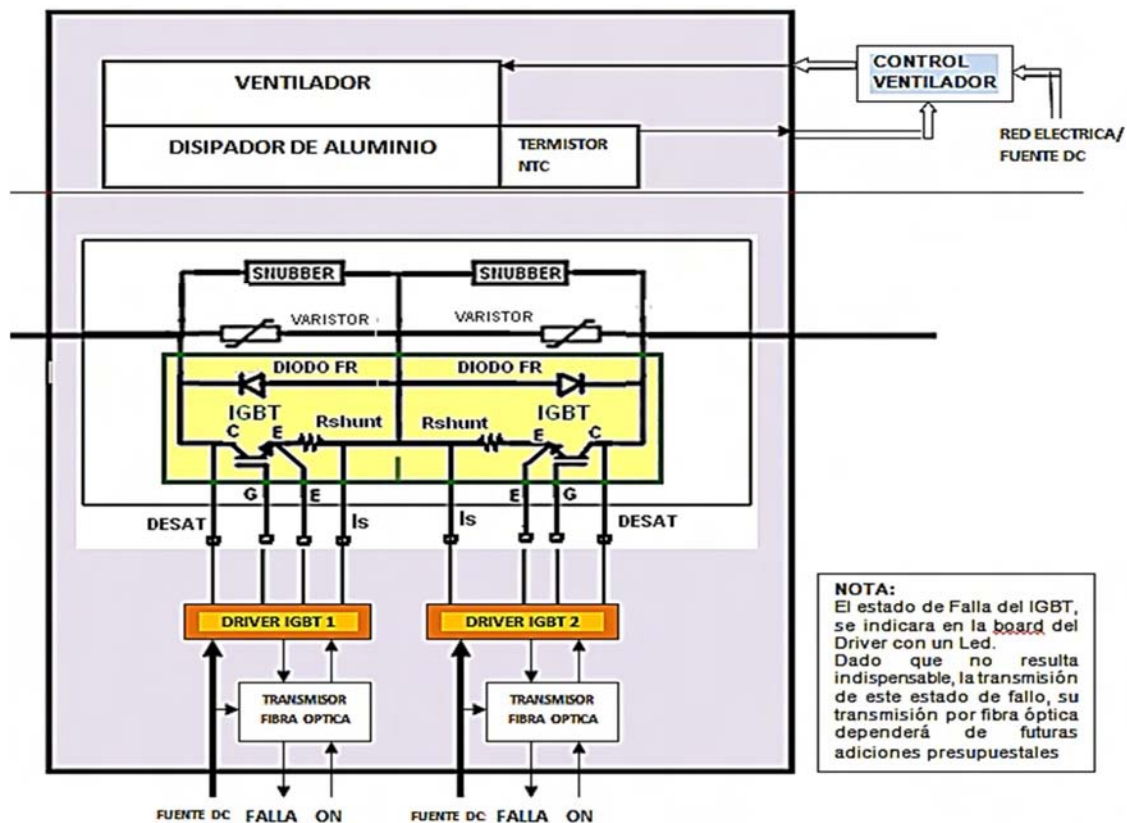 CONTROL
VENTILADOR
VENTILADOR
RED ELECTRICA/
FUENTE DC
DISIPADOR DE ALUMINIO
TERMISTOR
NTC
SNUBBER
SNUBBER
VARISTOR
VARISTOR
DIODO FR
DIODO FR
IGBT
IGBT
Rshunt
Rshunt
C
E
E
C
G
E
E
G
DESAT
Is
Is
DESAT
DRIVER IGBT 1
DRIVER IGBT 2
TRANSMISOR
FIBRA OPTICA
TRANSMISOR
FIBRA OPTICA
FUENTE DC
FALLA
ON
FUENTE DC
FALLA
ON
NOTA:
El estado de Falla del IGBT,
se indicara en la board del
Driver con un Led.
Dado que no resulta
indispensable, la transmisión
de este estado de fallo, su
transmisión por fibra óptica
dependerá de futuras
adiciones presupuestales